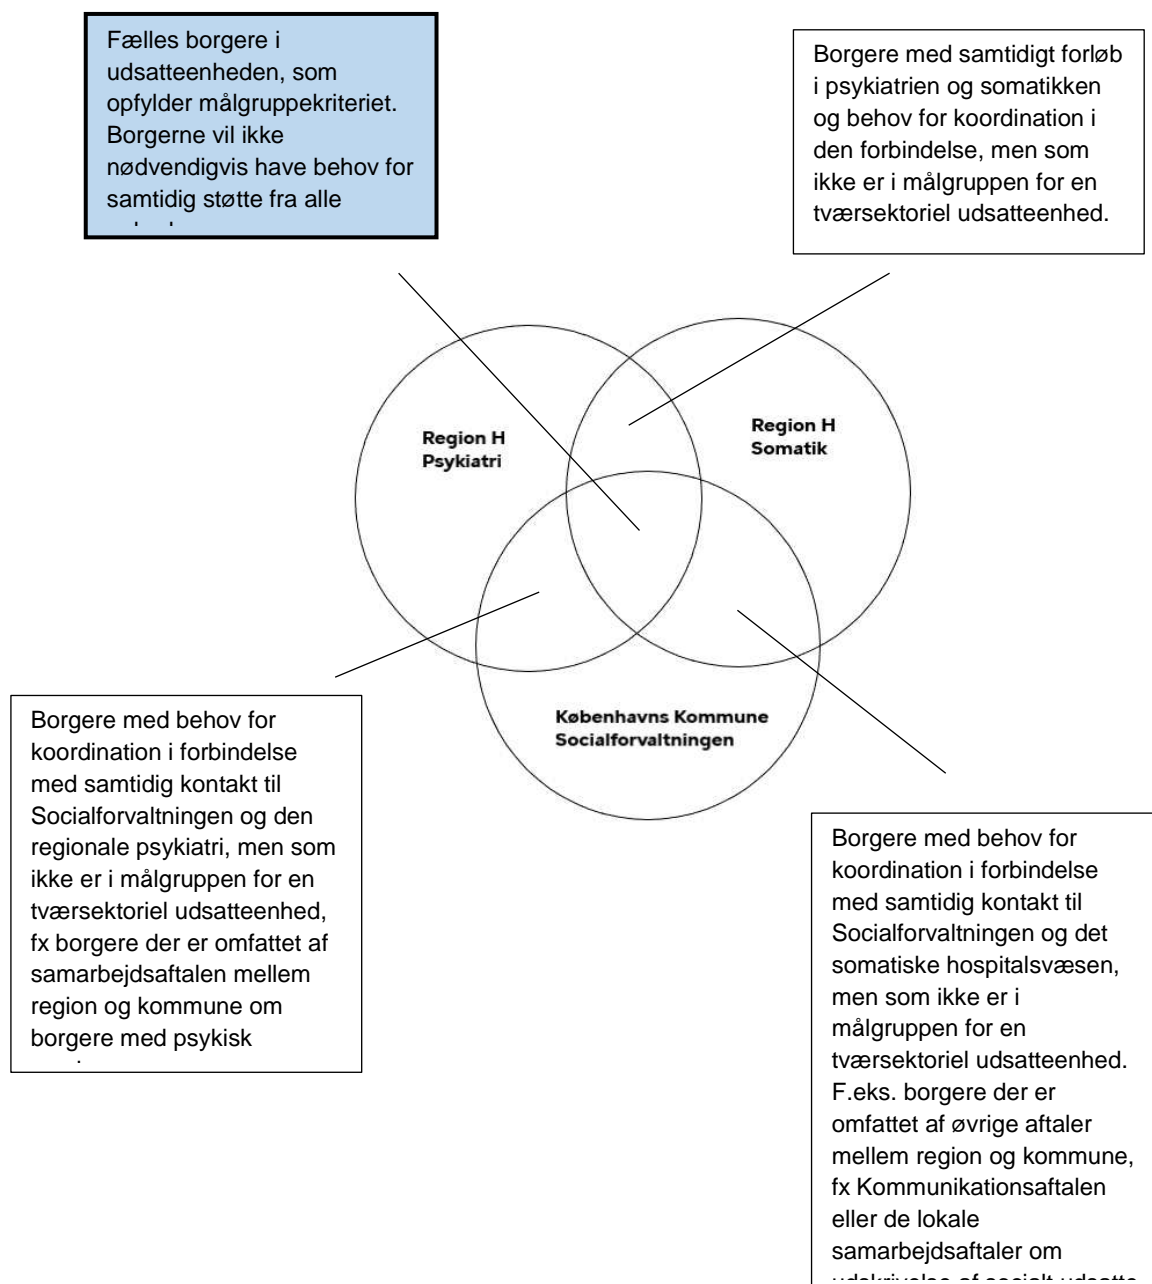 Fælles borgere i
udsatteenheden, som
opfylder målgruppekriteriet.
Borgerne vil ikke
nødvendigvis have behov for
samtidig støtte fra alle
Borgere med samtidigt forløb
i psykiatrien og somatikken
og behov for koordination i
den forbindelse, men som
ikke er i målgruppen for en
tværsektoriel udsatteenhed.
Region H
Psykiatri
Region H
Somatik
Københavns Kommune
Socialforvaltningen
Borgere med behov for
koordination i forbindelse
med samtidig kontakt til
Socialforvaltningen og den
regionale psykiatri, men som
ikke er i målgruppen for en
tværsektoriel udsatteenhed,
fx borgere der er omfattet af
samarbejdsaftalen mellem
region og kommune om
borgere med psykisk
Borgere med behov for
koordination i forbindelse
med samtidig kontakt til
Socialforvaltningen og det
somatiske hospitalsvæsen,
men som ikke er i
målgruppen for en
tværsektoriel udsatteenhed.
F.eks. borgere der er
omfattet af øvrige aftaler
mellem region og kommune,
fx Kommunikationsaftalen
eller de lokale
samarbejdsaftaler om
udskrivelse af socialt udsatte